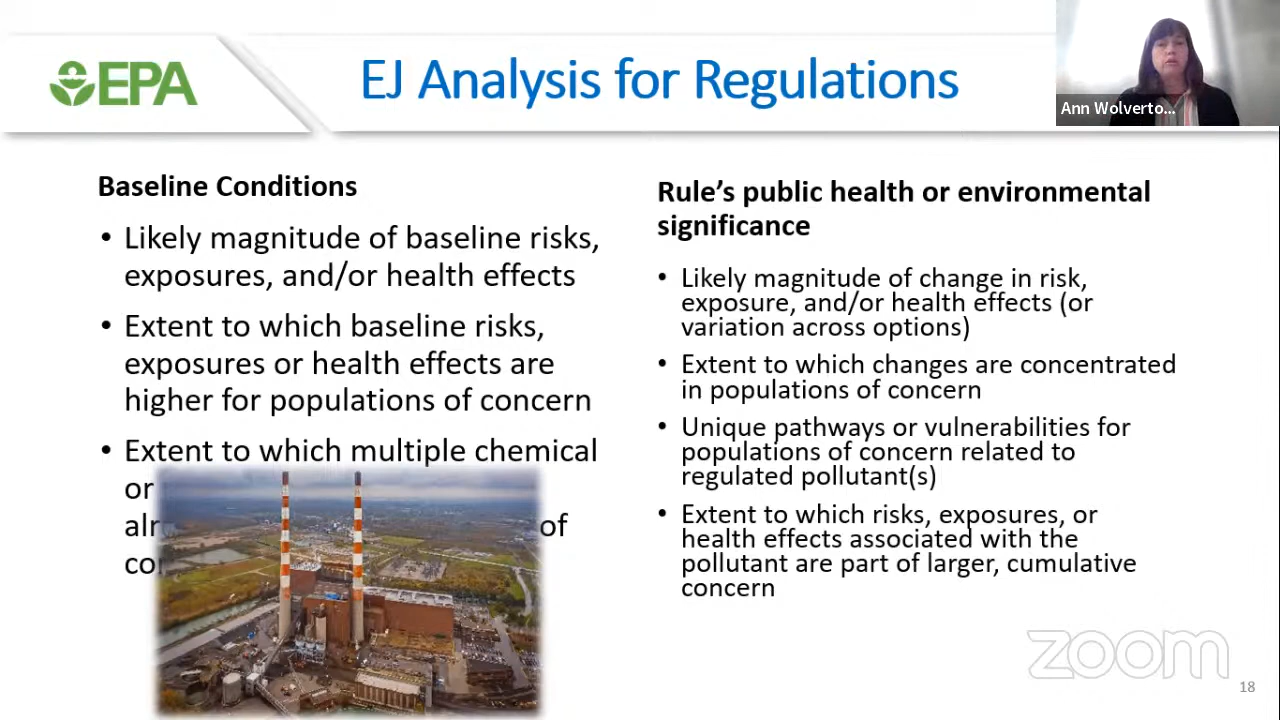 EPA
EJ Analysis for Regulations
Ann Wolverto...
Baseline Conditions
• Likely magnitude of baseline risks,
exposures, and/or health effects
• Extent to which baseline risks,
exposures or health effects are
higher for populations of concern
• Extent to which multiple chemical
or
of
Rule's public health or environmental
significance
• Likely magnitude of change in risk,
exposure, and/or health effects (or
variation across options)
• Extent to which changes are concentrated
in populations of concern
• Unique pathways or vulnerabilities for
populations of concern related to
regulated pollutant(s)
• Extent to which risks, exposures, or
health effects associated with the
pollutant are part of larger, cumulative
concern
zoom
18